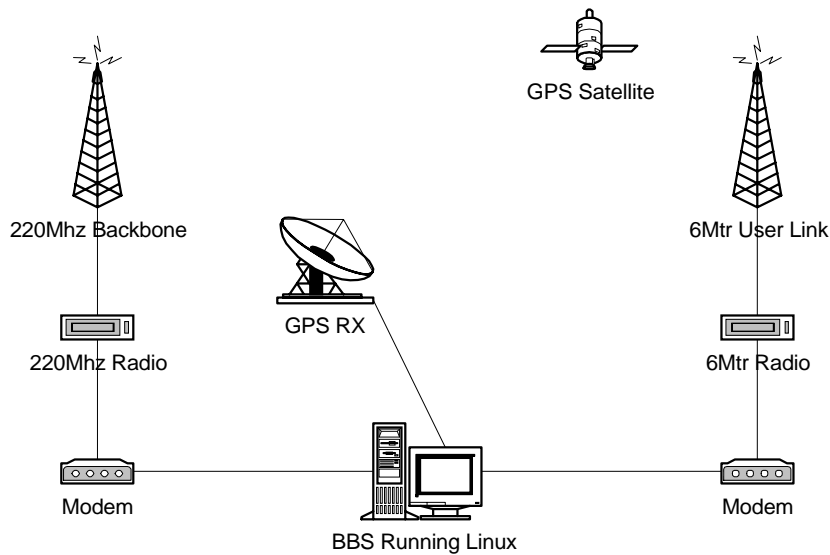 GPS Satellite
220Mhz Backbone
6Mtr User Link
GPS RX
220Mhz Radio
6Mtr Radio
Modem
Modem
BBS Running Linux